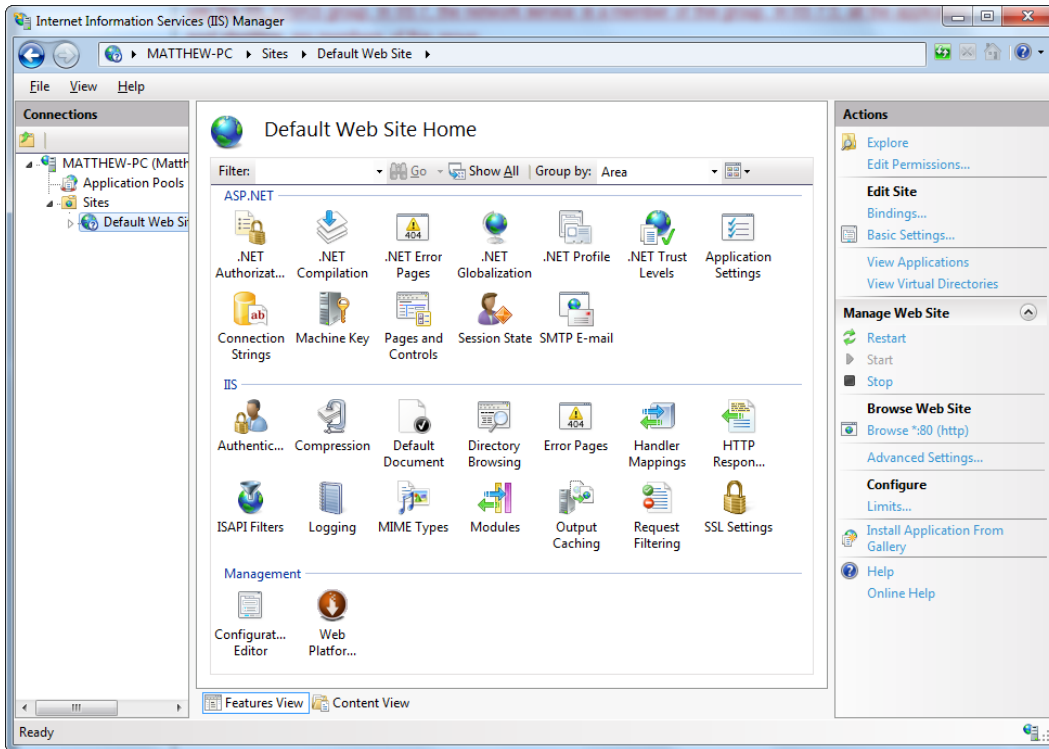 Internet Information Services (IIS) Manager
MATTHEW-PC Sites Default Web Site
File View Help
Connections
MATTHEW-PC (Matth
Application Pools
Sites
Default Web Si
Default Web Site Home
Filter: Go Show All Group by: Area
ASP.NET
.NET Authorizat...
.NET Compilation
.NET Error Pages
.NET Globalization
.NET Profile
.NET Trust Levels
Application Settings
Connection Strings
Machine Key
Pages and Controls
Session State
SMTP E-mail
IIS
Authentic...
Compression
Default Document
Directory Browsing
Error Pages
Handler Mappings
HTTP Respon...
ISAPI Filters
Logging
MIME Types
Modules
Output Caching
Request Filtering
SSL Settings
Management
Configurat... Editor
Web Platfor...
Features View Content View
Actions
Explore
Edit Permissions...
Edit Site
Bindings...
Basic Settings...
View Applications
View Virtual Directories
Manage Web Site
Restart
Start
Stop
Browse Web Site
Browse *:80 (http)
Advanced Settings...
Configure
Limits...
Install Application From
Gallery
Help
Online Help
Ready